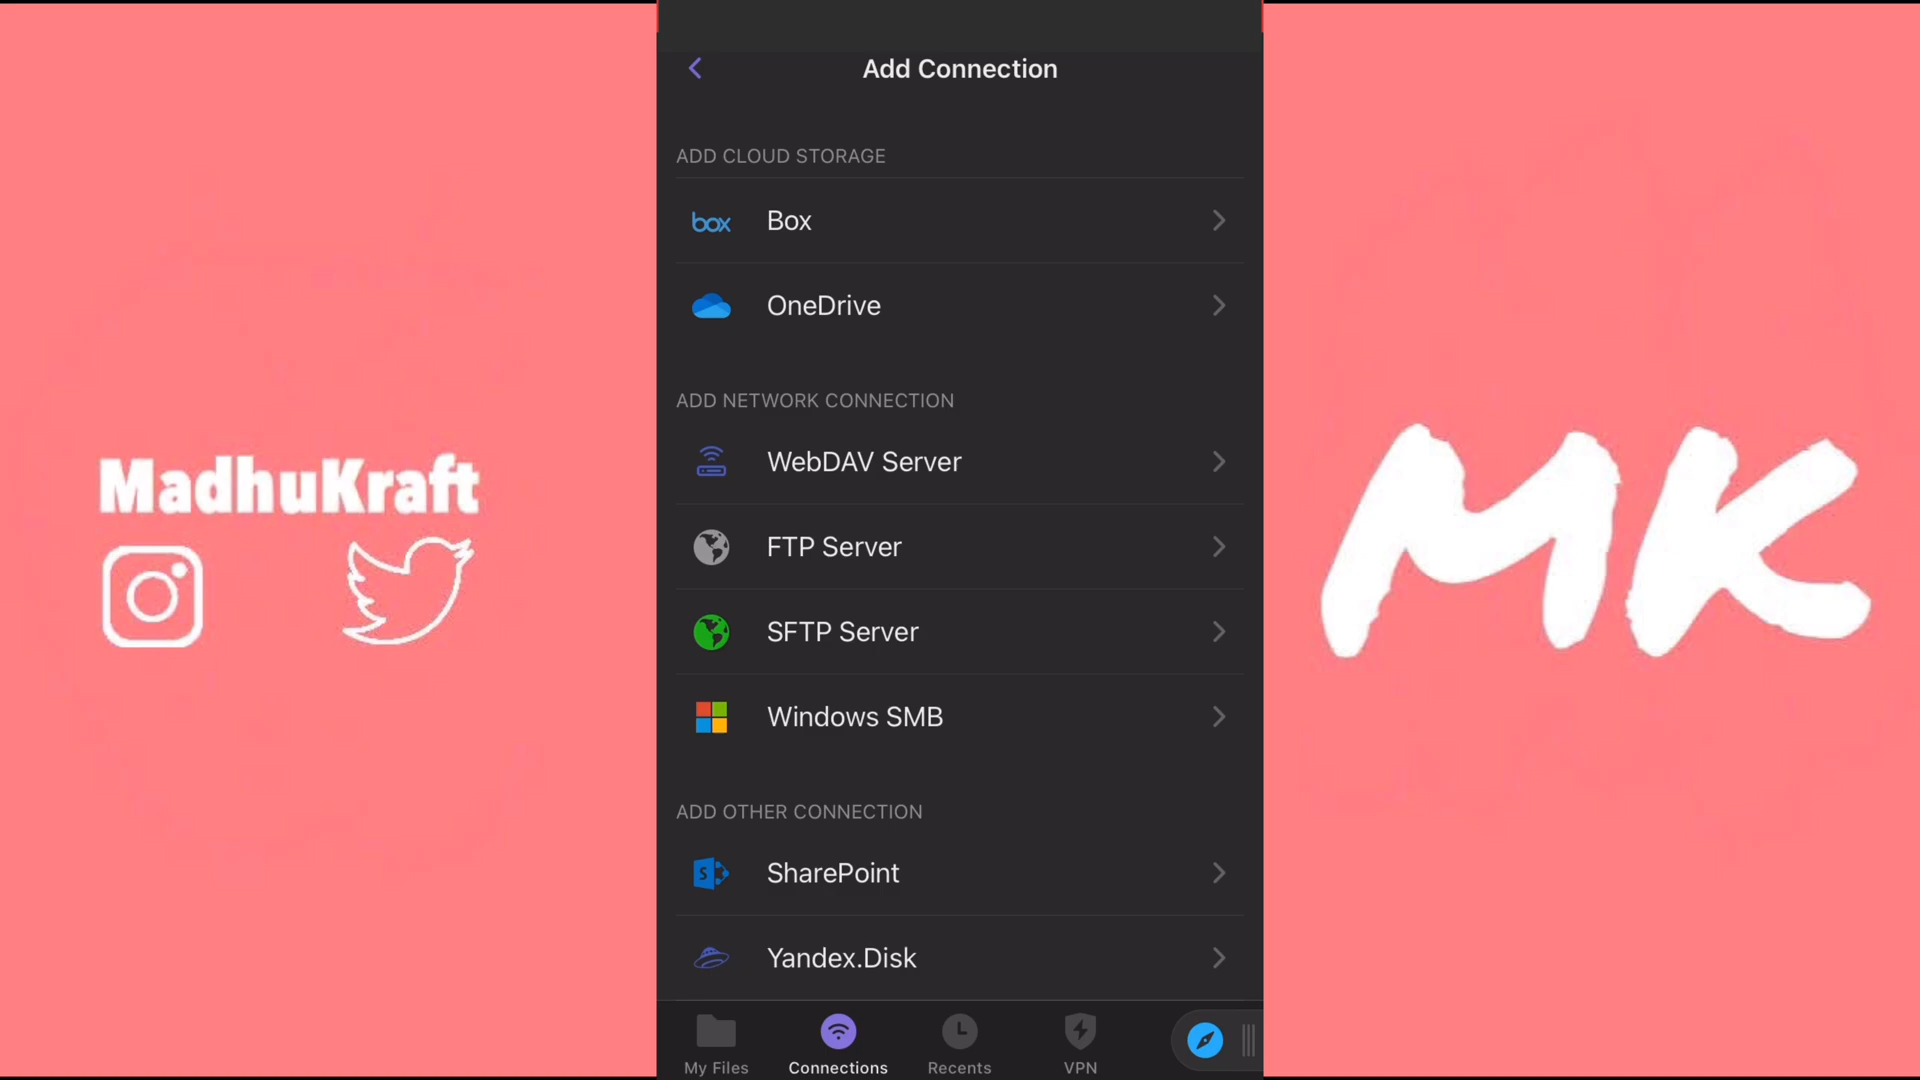 Add Connection
ADD CLOUD STORAGE
box Box
OneDrive
ADD NETWORK CONNECTION
WebDAV Server
FTP Server
SFTP Server
Windows SMB
ADD OTHER CONNECTION
S SharePoint
Yandex.Disk
My Files Connections Recents VPN
MadhuKraft
MK